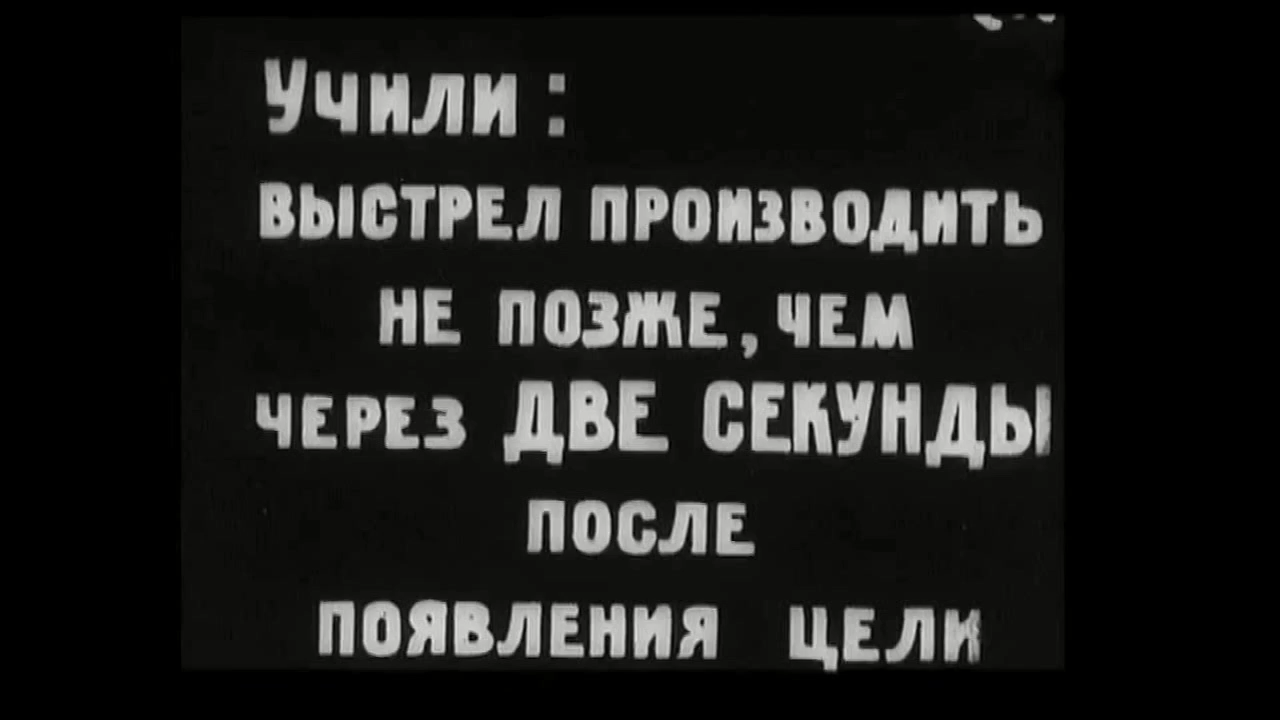 Учили:
ВЫСТРЕЛ ПРОИЗВОДИТЬ
НЕ ПОЗЖЕ, ЧЕМ
ЧЕРЕЗ ДВЕ СЕКУНДЫ
ПОСЛЕ
ПОЯВЛЕНИЯ ЦЕЛИ